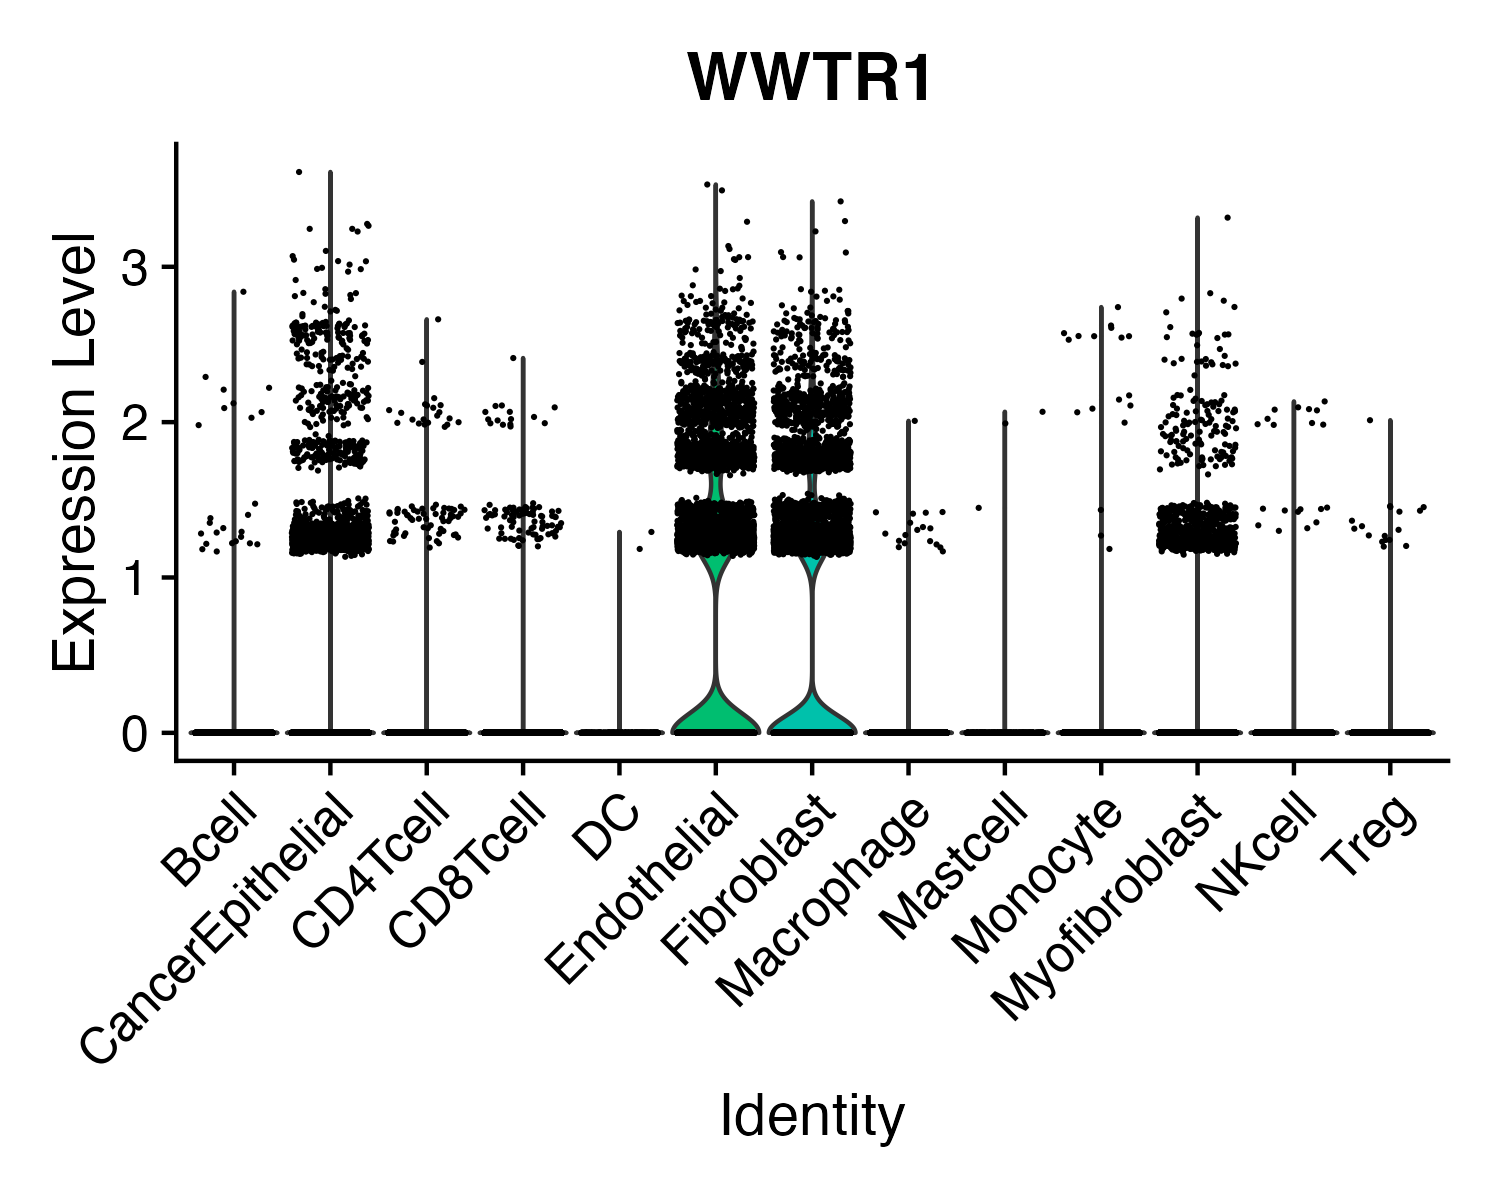 WWTR1
Expression Level
3
2
1
0
Bcell
CancerEpithelial
CD4Tcell
CD8Tcell
DC
Endothelial
Fibroblast
Macrophage
Mastcell
Monocyte
Myofibroblast
NKcell
Treg
Identity